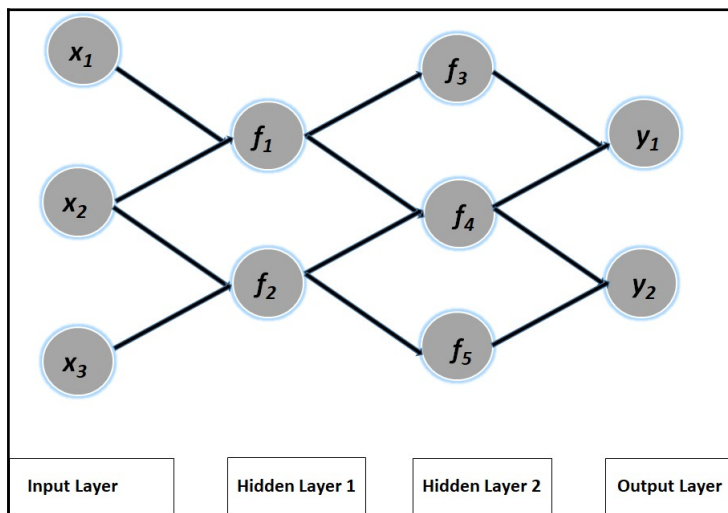 x1
f3
f1
y1
x2
f4
f2
y2
x3
f5
Input Layer
Hidden Layer 1
Hidden Layer 2
Output Layer